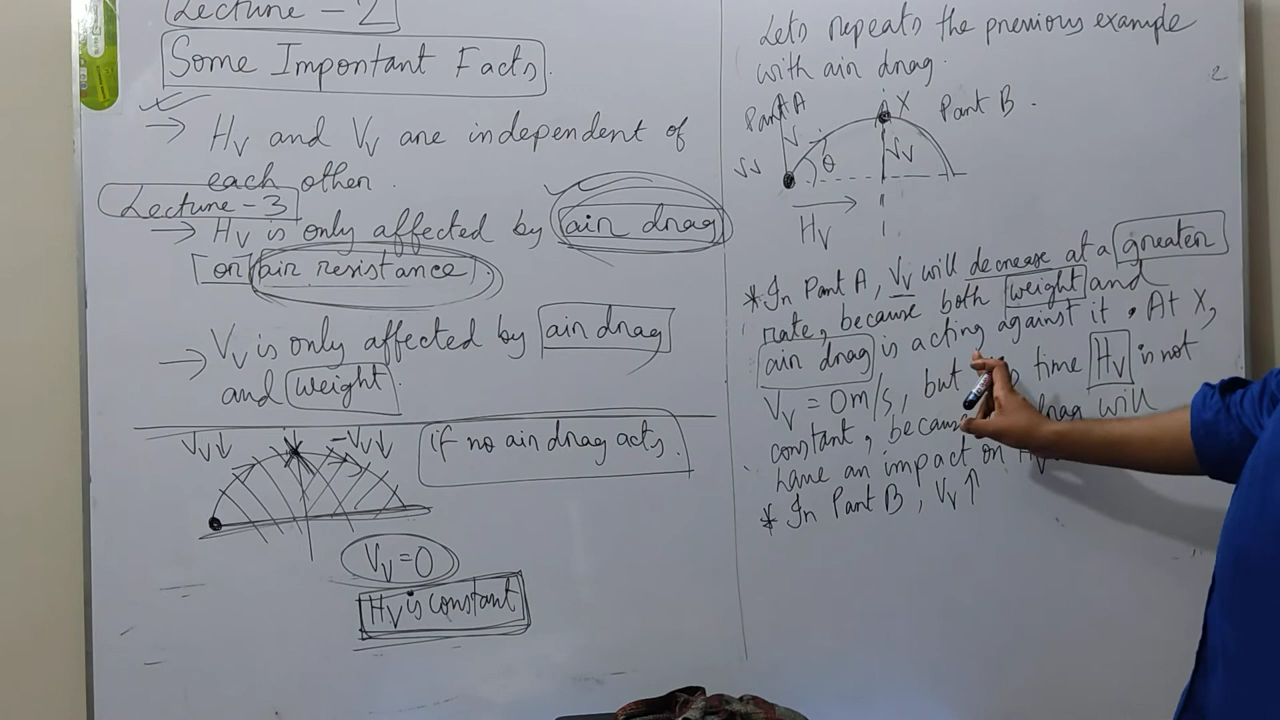 Lecture - 2
Some Important Facts.
→ Hv and Vv are independent of
each other.
Lecture - 3
→ Hv is only affected by air drag
[or air resistance].
→ Vv is only affected by air drag
and weight.
Vv↓ -Vv↓
if no air drag acts.
Vv = 0
Hv is constant
Lets repeats the previous example
with air drag.
Part A X Part B.
V
Vv θ Vv
Hv
* In Part A, Vv will decrease at a greater
rate, because both weight and
air drag is acting against it. At X,
Vv = 0m/s, but time Hv is not
constant, because drag will
have an impact on Hv
* In Part B, Vv ↑